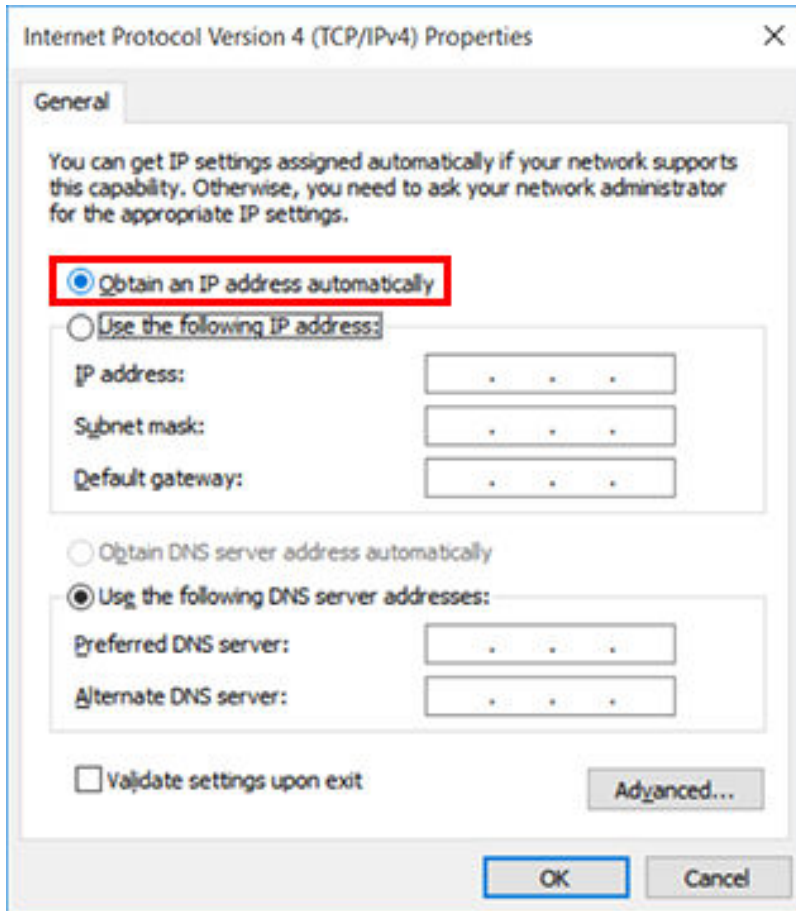 Internet Protocol Version 4 (TCP/IPv4) Properties
General
You can get IP settings assigned automatically if your network supports
this capability. Otherwise, you need to ask your network administrator
for the appropriate IP settings.
Obtain an IP address automatically
Use the following IP address:
IP address:
Subnet mask:
Default gateway:
Obtain DNS server address automatically
Use the following DNS server addresses:
Preferred DNS server:
Alternate DNS server:
Validate settings upon exit
Advanced...
OK
Cancel